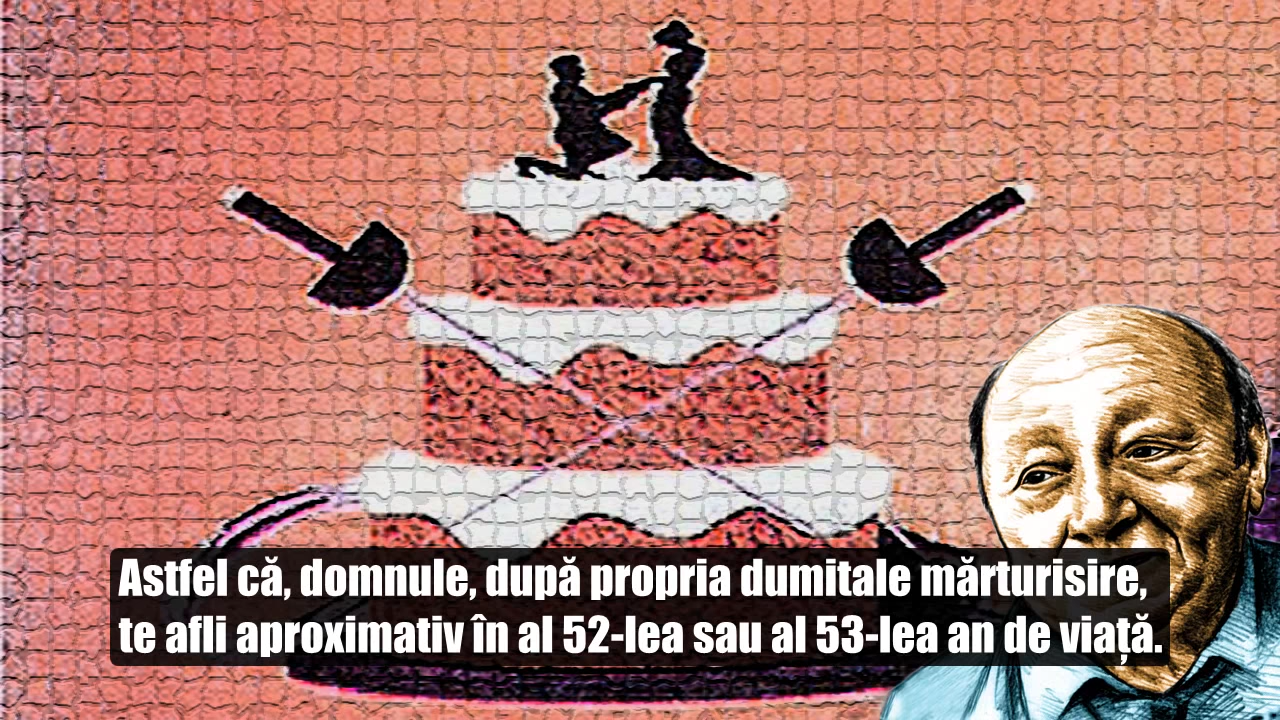 Astfel că, domnule, după propria dumitale mărturisire,
te afli aproximativ în al 52-lea sau al 53-lea an de viață.